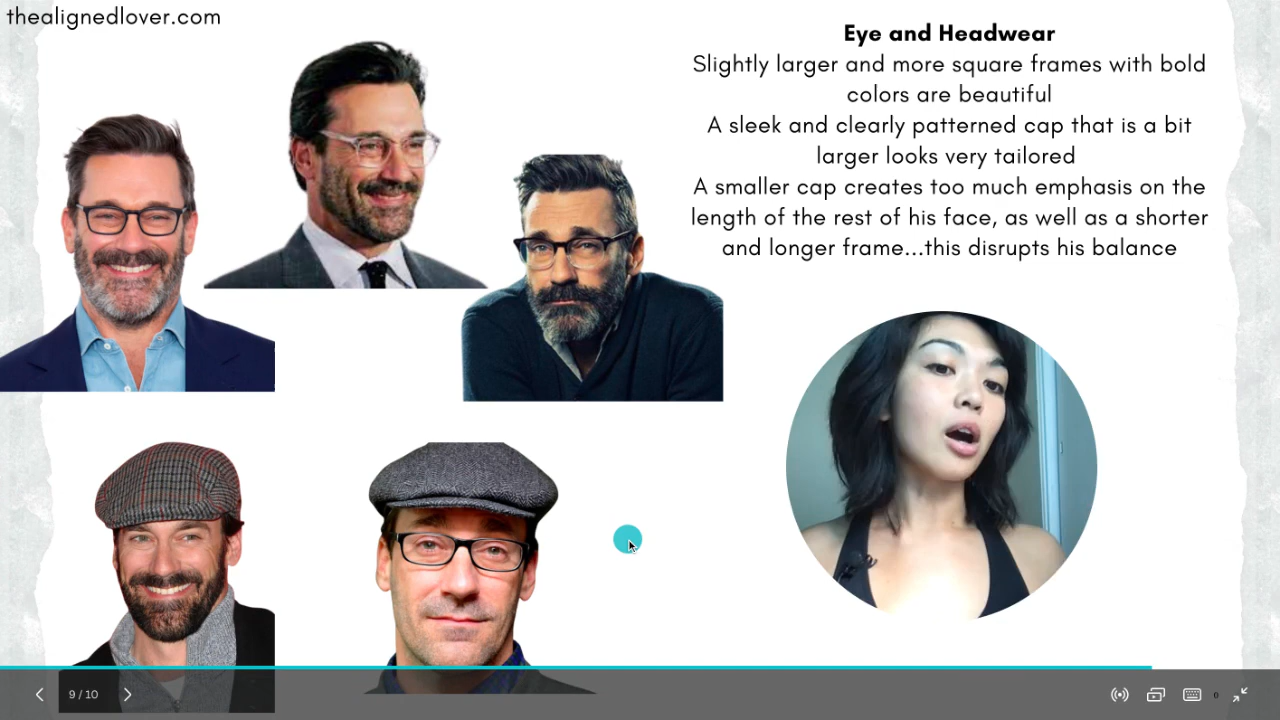 thealignedlover.com
Eye and Headwear
Slightly larger and more square frames with bold
colors are beautiful
A sleek and clearly patterned cap that is a bit
larger looks very tailored
A smaller cap creates too much emphasis on the
length of the rest of his face, as well as a shorter
and longer frame...this disrupts his balance
9 / 10
0